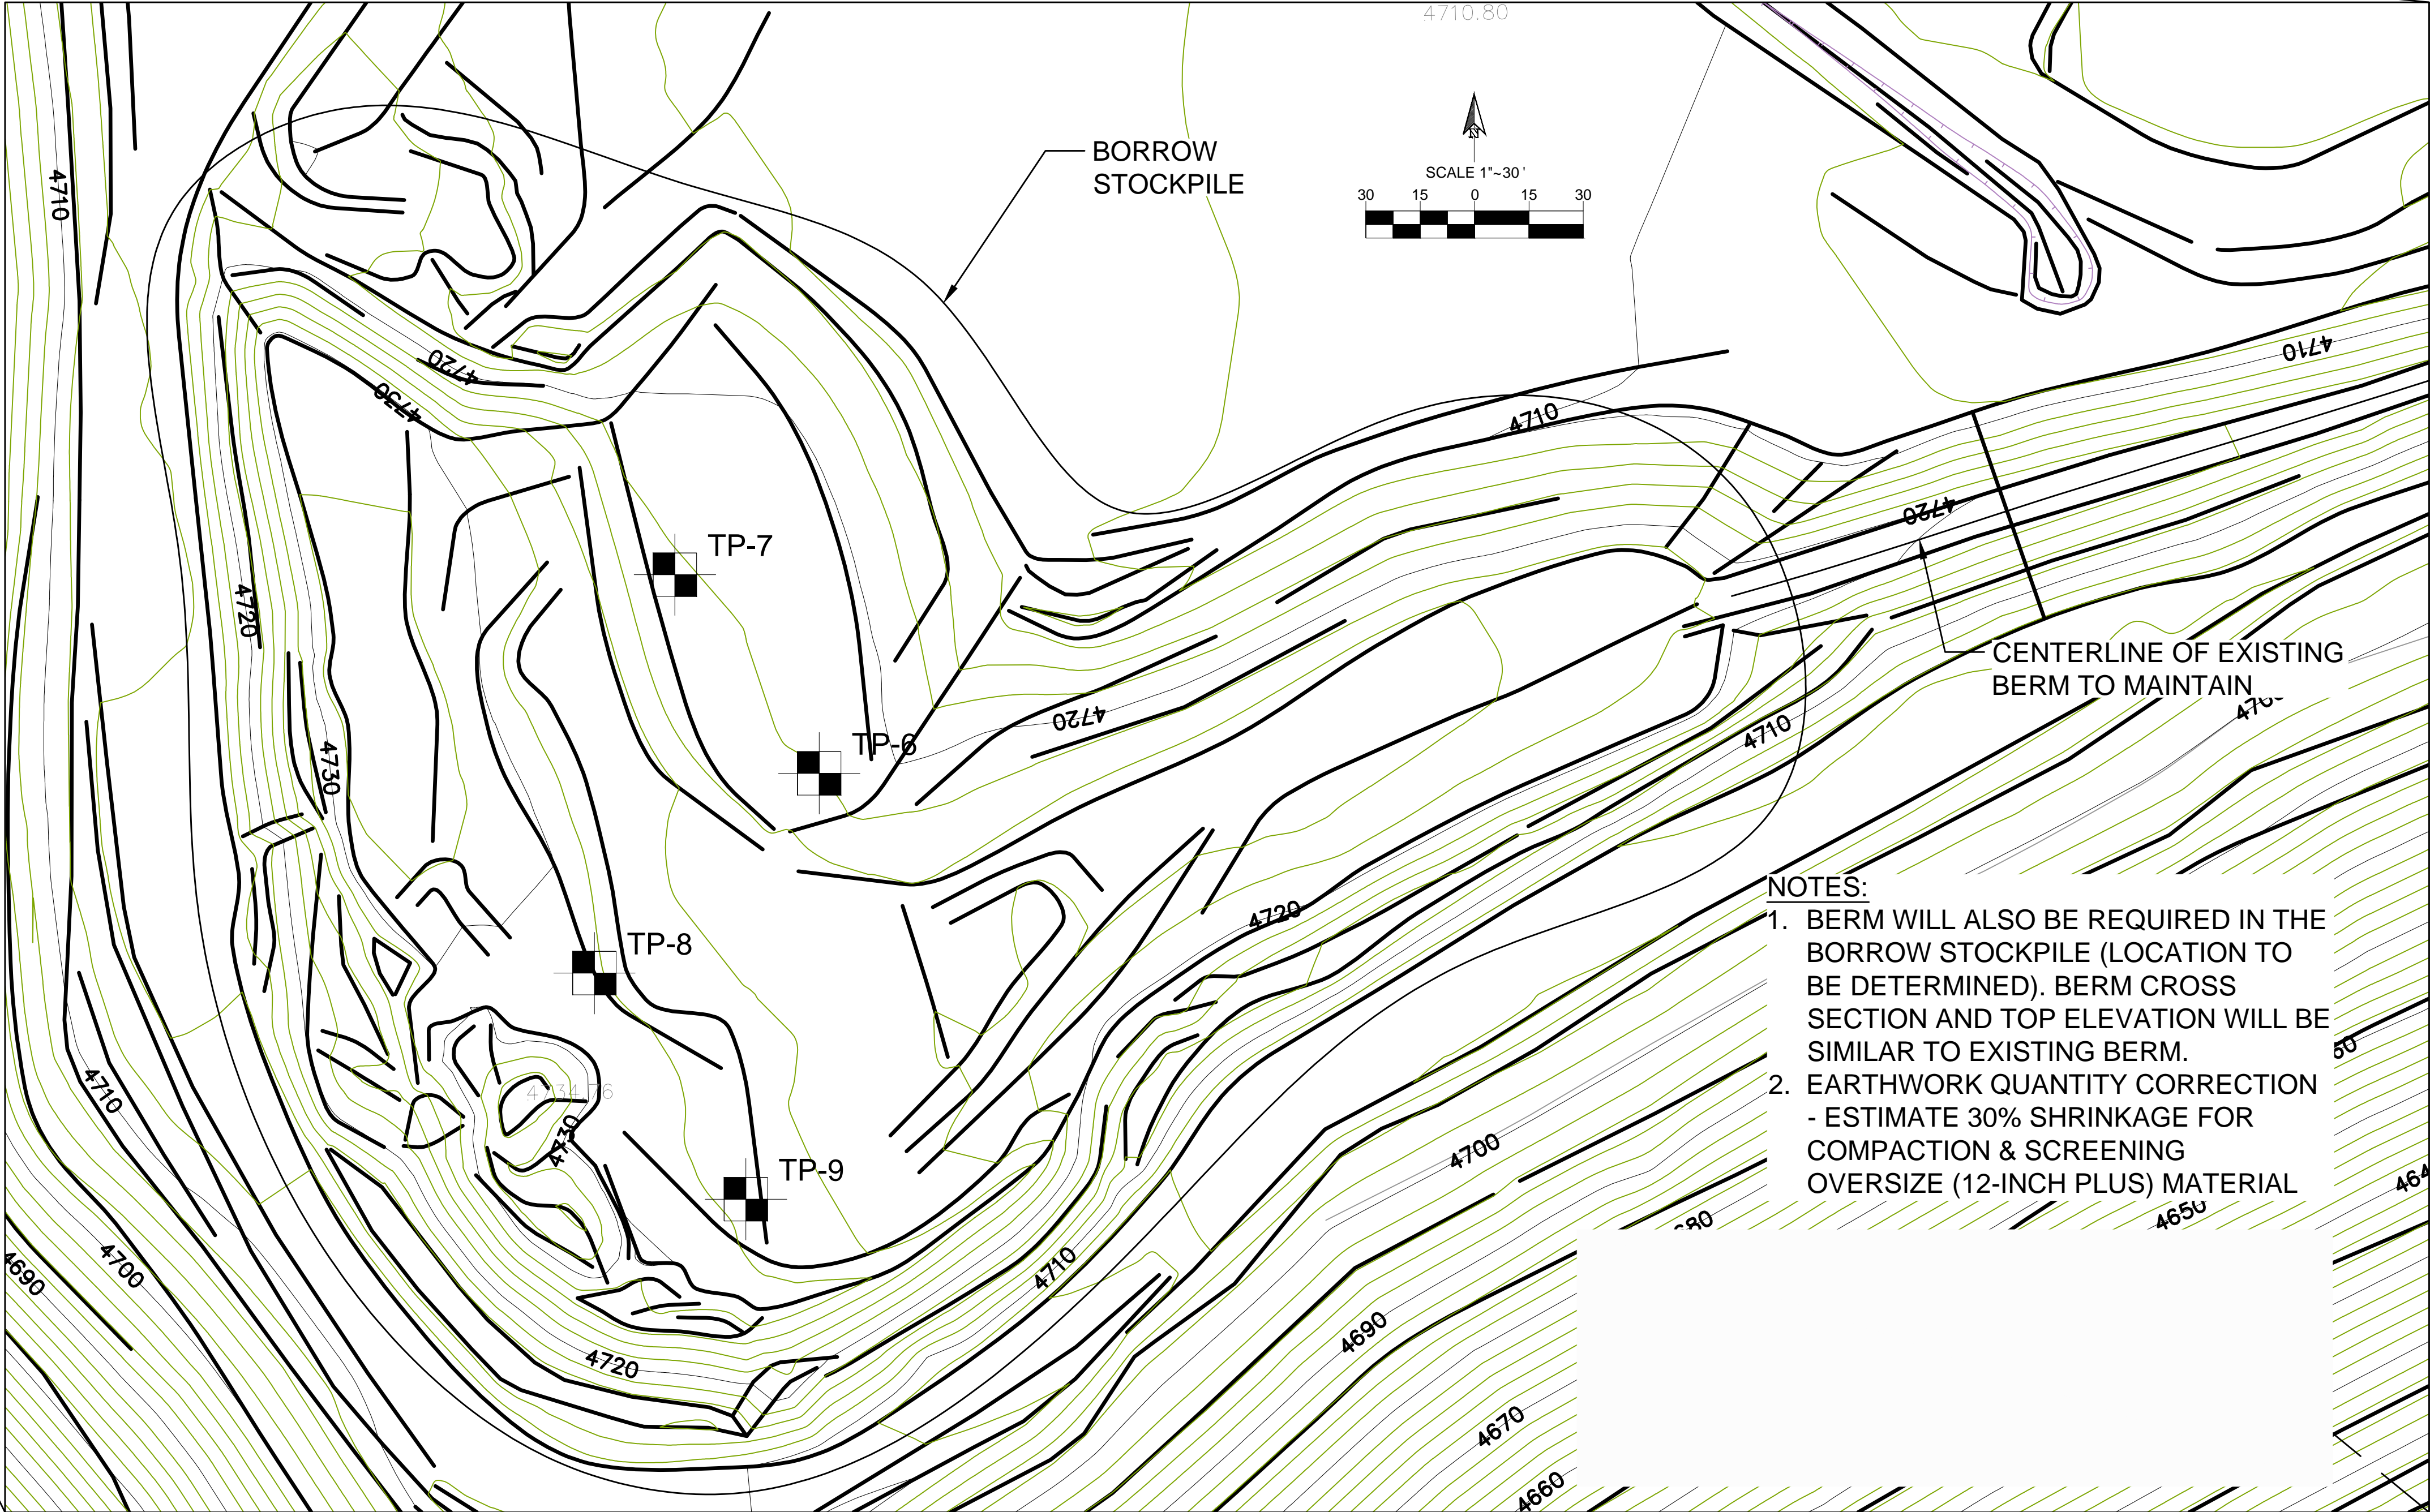 4710.80
BORROW
STOCKPILE
N
SCALE 1"~30'
30 15 0 15 30
4710
4720
4730
4710
4710
4720
TP-7
4720
CENTERLINE OF EXISTING
BERM TO MAINTAIN
4720
TP-6
4730
4710
4720
TP-8
NOTES:
1. BERM WILL ALSO BE REQUIRED IN THE
BORROW STOCKPILE (LOCATION TO
BE DETERMINED). BERM CROSS
SECTION AND TOP ELEVATION WILL BE
SIMILAR TO EXISTING BERM.
2. EARTHWORK QUANTITY CORRECTION
- ESTIMATE 30% SHRINKAGE FOR
COMPACTION & SCREENING
OVERSIZE (12-INCH PLUS) MATERIAL
4710
4734.76
4730
4700
TP-9
4650
4690
4700
4710
4690
4720
4670
4660